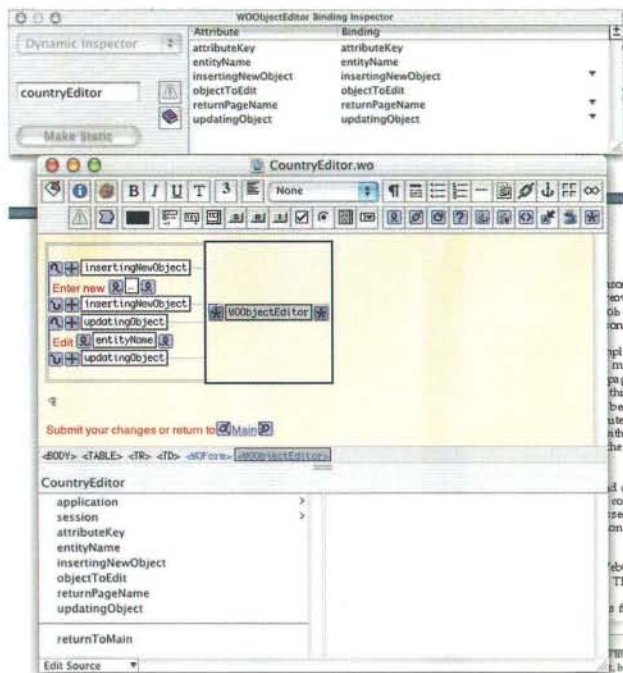 WOObjectEditor Binding Inspector
Dynamic Inspector
countryEditor
Make Static
Attribute Binding
attributeKey attributeKey
entityName entityName
insertingNewObject insertingNewObject
objectToEdit objectToEdit
returnPageName returnPageName
updatingObject updatingObject
CountryEditor.wo
B I U T 3 None
insertingNewObject
Enter new
insertingNewObject
updatingObject
Edit entityName
updatingObject
WOObjectEditor
Submit your changes or return to Main
<BODY> <TABLE> <TR> <TD> <WOForm> <WOObjectEditor>
CountryEditor
application >
session >
attributeKey
entityName
insertingNewObject
objectToEdit
returnPageName
updatingObject
returnToMain
Edit Source